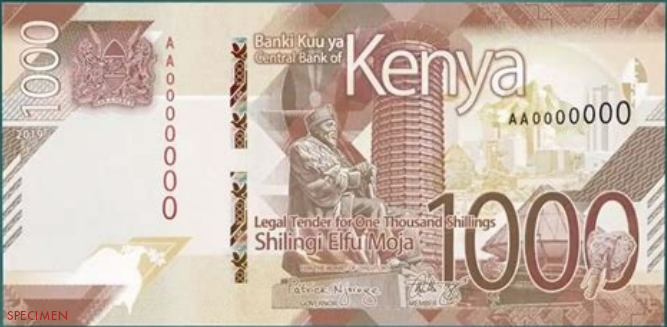 1000
AA0000000
2019
Banki Kuu ya
Central Bank of
Kenya
AA0000000
Legal Tender for One Thousand Shillings
Shilingi Elfu Moja
1000
Patrick Njoroge
GOVERNOR
MEMBER
SPECIMEN